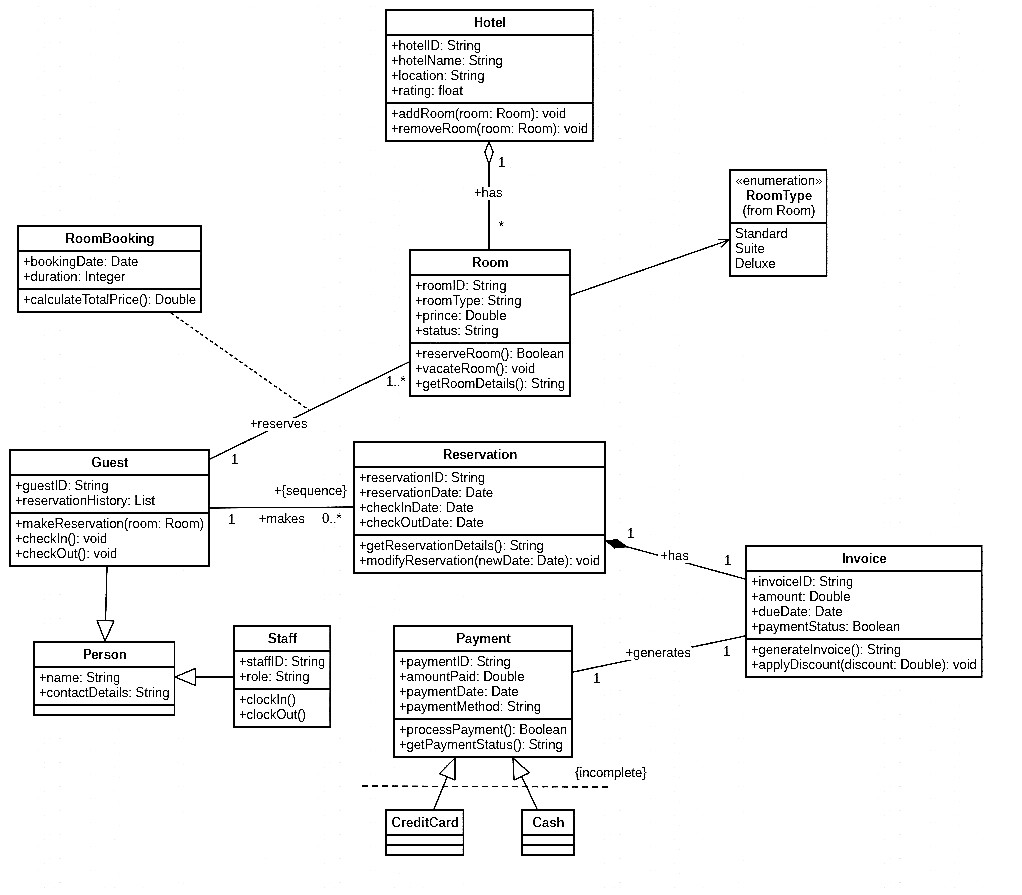 Hotel
+hotelID: String
+hotelName: String
+location: String
+rating: float
+addRoom(room: Room): void
+removeRoom(room: Room): void
1
+has
*
«enumeration»
RoomType
(from Room)
Standard
Suite
Deluxe
RoomBooking
+bookingDate: Date
+duration: Integer
+calculateTotalPrice(): Double
Room
+roomID: String
+roomType: String
+prince: Double
+status: String
+reserveRoom(): Boolean
+vacateRoom(): void
+getRoomDetails(): String
1..*
+reserves
1
Guest
+guestID: String
+reservationHistory: List
+makeReservation(room: Room)
+checkIn(): void
+checkOut(): void
+{sequence}
1
+makes
0..*
Reservation
+reservationID: String
+reservationDate: Date
+checkInDate: Date
+checkOutDate: Date
+getReservationDetails(): String
+modifyReservation(newDate: Date): void
1
+has
1
Invoice
+invoiceID: String
+amount: Double
+dueDate: Date
+paymentStatus: Boolean
+generateInvoice(): String
+applyDiscount(discount: Double): void
Person
+name: String
+contactDetails: String
Staff
+staffID: String
+role: String
+clockIn()
+clockOut()
Payment
+paymentID: String
+amountPaid: Double
+paymentDate: Date
+paymentMethod: String
+processPayment(): Boolean
+getPaymentStatus(): String
1
+generates
1
{incomplete}
CreditCard
Cash